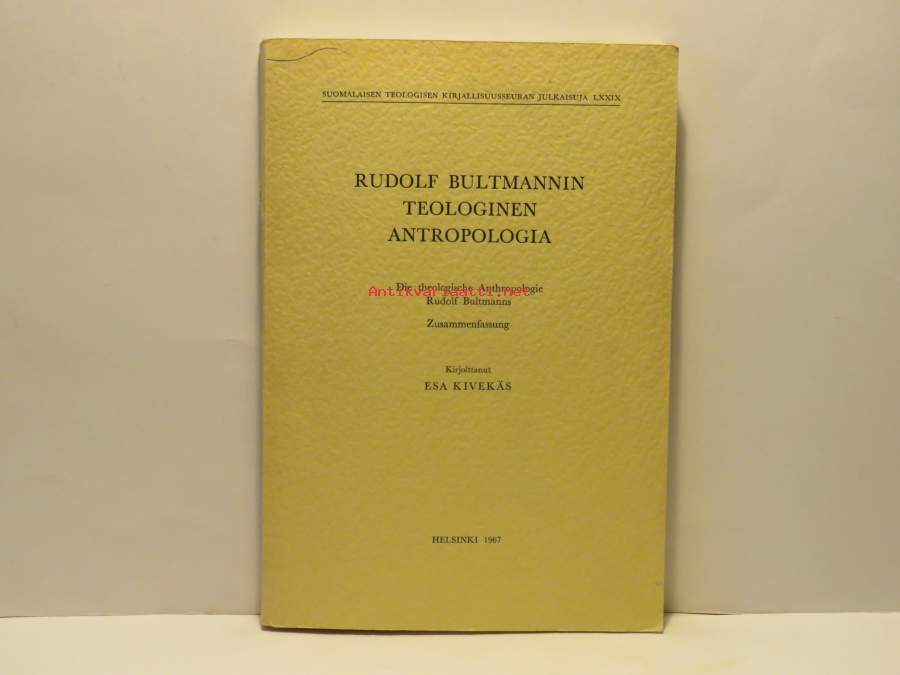 SUOMALAISEN TEOLOGISEN KIRJALLISUUSSEURAN JULKAISUJA LXXIX
RUDOLF BULTMANNIN
TEOLOGINEN
ANTROPOLOGIA
Die theologische Anthropologie
Antikvariaatti.net
Rudolf Bultmanns
Zusammenfassung
Kirjoittanut
ESA KIVEKÄS
HELSINKI 1967